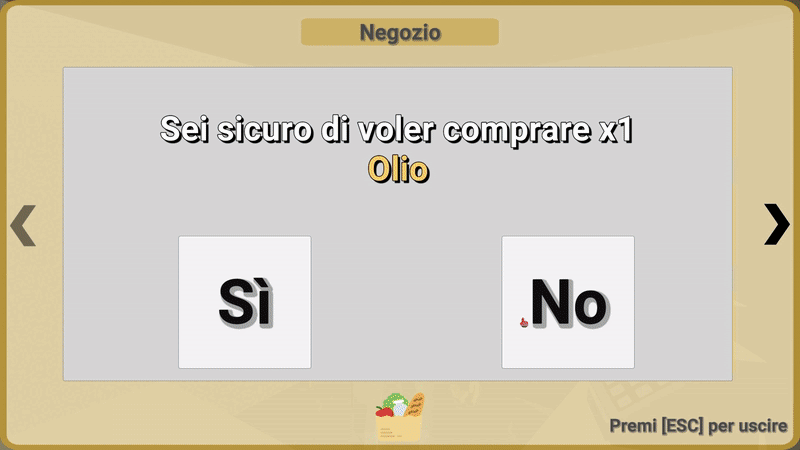 Negozio
Sei sicuro di voler comprare x1
Olio
Sì
No
Premi [ESC] per uscire